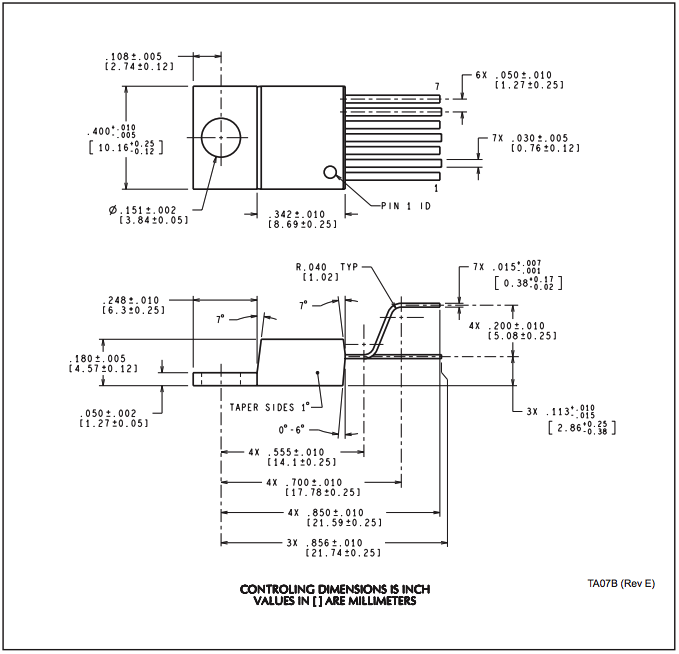 .108±.005
[2.74±0.12]
7
6X .050±.010
[1.27±0.25]
.400+.010
-.005
[10.16+0.25
-0.12]
7X .030±.005
[0.76±0.12]
1
Ø.151±.002
[3.84±0.05]
.342±.010
[8.69±0.25]
PIN 1 ID
R.040 TYP
[1.02]
7X .015+.007
-.001
[0.38+0.17
-0.02]
.248±.010
[6.3±0.25]
7°
7°
4X .200±.010
[5.08±0.25]
.180±.005
[4.57±0.12]
.050±.002
[1.27±0.05]
TAPER SIDES 1°
0°-6°
3X .113+.010
-.015
[2.86+0.25
-0.38]
4X .555±.010
[14.1±0.25]
4X .700±.010
[17.78±0.25]
4X .850±.010
[21.59±0.25]
3X .856±.010
[21.74±0.25]
CONTROLING DIMENSIONS IS INCH
VALUES IN [ ] ARE MILLIMETERS
TA07B (Rev E)